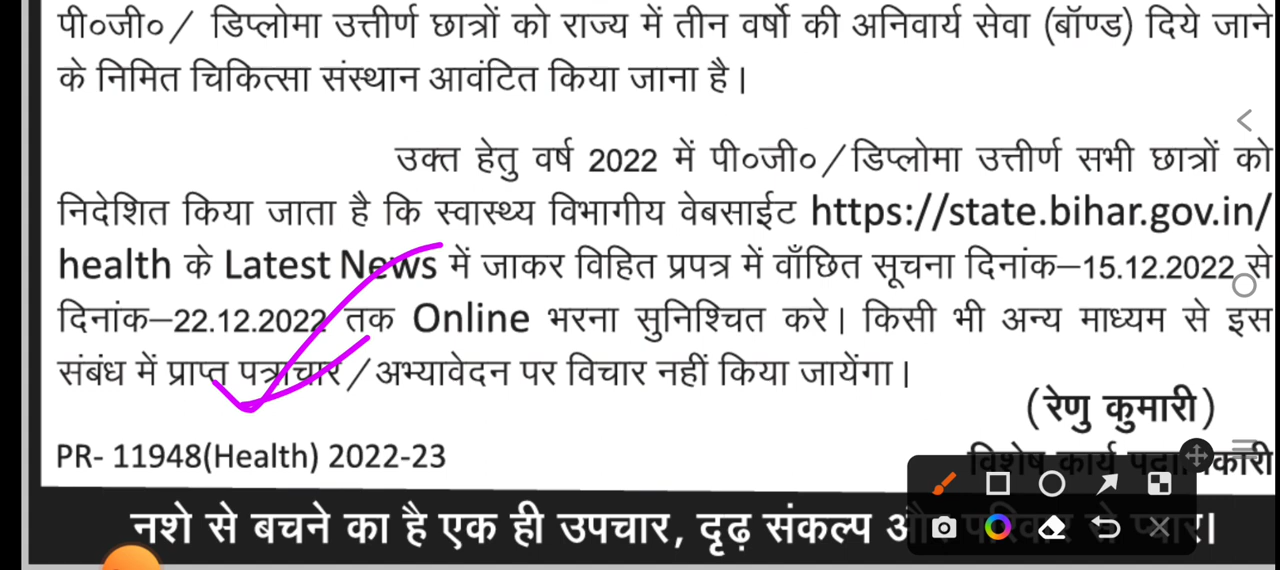 पी०जी०/ डिप्लोमा उत्तीर्ण छात्रों को राज्य में तीन वर्षो की अनिवार्य सेवा (बॉण्ड) दिये जाने
के निमित चिकित्सा संस्थान आवंटित किया जाना है।
उक्त हेतु वर्ष 2022 में पी०जी०/डिप्लोमा उत्तीर्ण सभी छात्रों को
निदेशित किया जाता है कि स्वास्थ्य विभागीय वेबसाईट https://state.bihar.gov.in/
health के Latest News में जाकर विहित प्रपत्र में वाँछित सूचना दिनांक–15.12.2022 से
दिनांक–22.12.2022 तक Online भरना सुनिश्चित करे। किसी भी अन्य माध्यम से इस
संबंध में प्राप्त पत्राचार/अभ्यावेदन पर विचार नहीं किया जायेंगा।
(रेणु कुमारी)
PR- 11948(Health) 2022-23
विशेष कार्य
नशे से बचने का है एक ही उपचार, दृढ़ संकल्प और परिवार से प्यार।